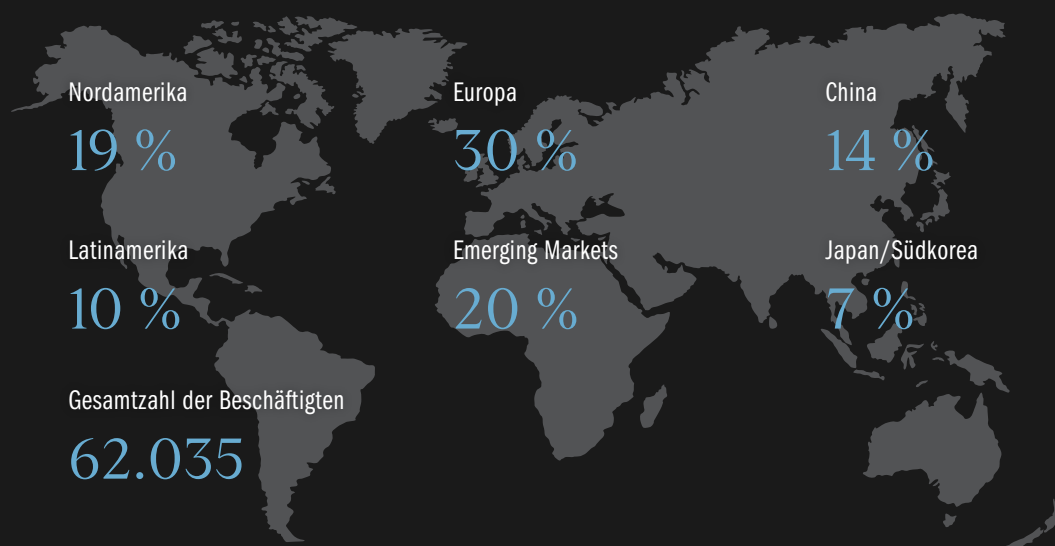 Nordamerika
19 %
Europa
30 %
China
14 %
Latinamerika
10 %
Emerging Markets
20 %
Japan/Südkorea
7 %
Gesamtzahl der Beschäftigten
62.035